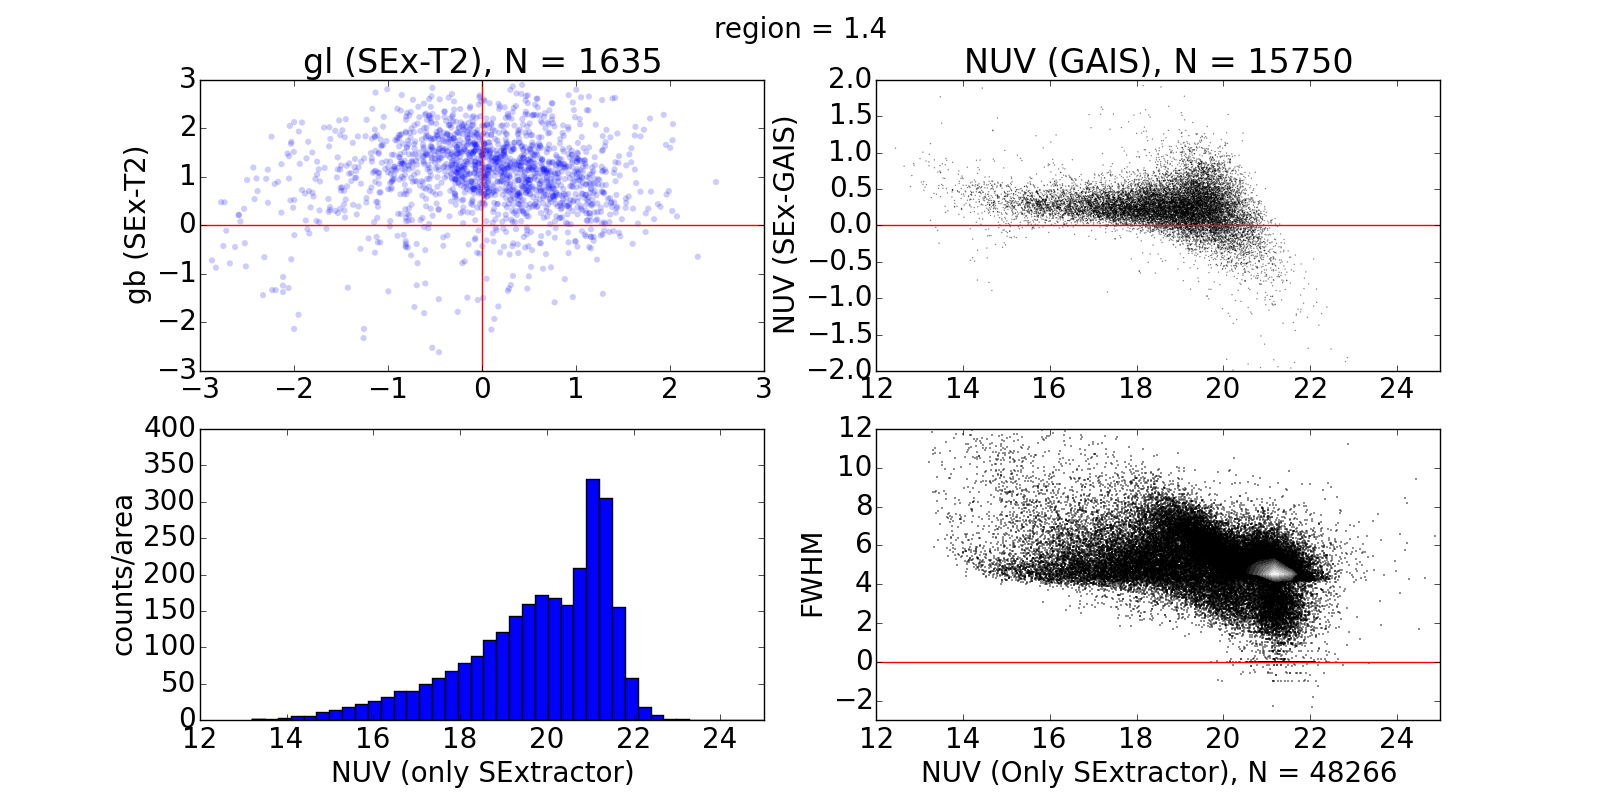 region = 1.4
gl (SEx-T2), N = 1635
NUV (GAIS), N = 15750
gb (SEx-T2)
3
2
1
0
−1
−2
−3
−3 −2 −1 0 1 2 3
NUV (SEx-GAIS)
2.0
1.5
1.0
0.5
0.0
−0.5
−1.0
−1.5
−2.0
12 14 16 18 20 22 24
counts/area
400
350
300
250
200
150
100
50
0
12 14 16 18 20 22 24
NUV (only SExtractor)
FWHM
12
10
8
6
4
2
0
−2
12 14 16 18 20 22 24
NUV (Only SExtractor), N = 48266